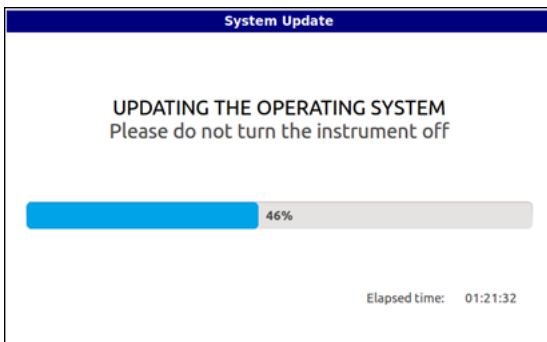 System Update
UPDATING THE OPERATING SYSTEM
Please do not turn the instrument off
46%
Elapsed time: 01:21:32